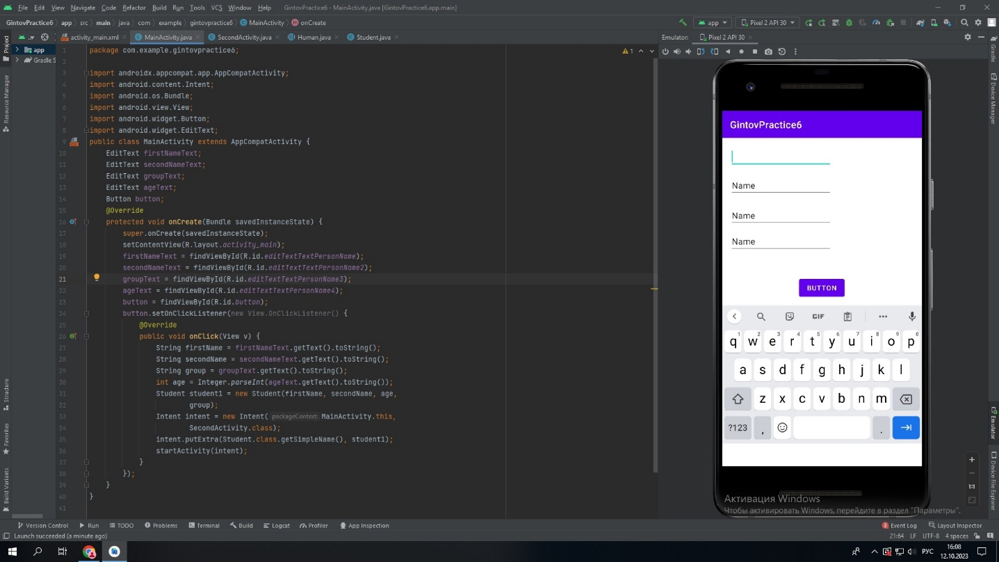 File Edit View Navigate Code Refactor Build Run Tools VCS Window Help GintovPractice6 - MainActivity.java [GintovPractice6.app.main]
GintovPractice6 app src main java com example gintovpractice6 MainActivity onCreate app Pixel 2 API 30
activity_main.xml MainActivity.java SecondActivity.java Human.java Student.java
Emulator: Pixel 2 API 30
Project
app
Gradle S
Resource Manager
Structure
Favorites
Build Variants
1 package com.example.gintovpractice6;
1
2
3 import androidx.appcompat.app.AppCompatActivity;
4 import android.content.Intent;
5 import android.os.Bundle;
6 import android.view.View;
7 import android.widget.Button;
8 import android.widget.EditText;
9 public class MainActivity extends AppCompatActivity {
10 EditText firstNameText;
11 EditText secondNameText;
12 EditText groupText;
13 EditText ageText;
14 Button button;
15 @Override
16 protected void onCreate(Bundle savedInstanceState) {
17 super.onCreate(savedInstanceState);
18 setContentView(R.layout.activity_main);
19 firstNameText = findViewById(R.id.editTextTextPersonName);
20 secondNameText = findViewById(R.id.editTextTextPersonName2);
21 groupText = findViewById(R.id.editTextTextPersonName3);
22 ageText = findViewById(R.id.editTextTextPersonName4);
23 button = findViewById(R.id.button);
24 button.setOnClickListener(new View.OnClickListener() {
25 @Override
26 public void onClick(View v) {
27 String firstName = firstNameText.getText().toString();
28 String secondName = secondNameText.getText().toString();
29 String group = groupText.getText().toString();
30 int age = Integer.parseInt(ageText.getText().toString());
31 Student student1 = new Student(firstName, secondName, age,
32 group);
33 Intent intent = new Intent( packageContext: MainActivity.this,
34 SecondActivity.class);
35 intent.putExtra(Student.class.getSimpleName(), student1);
36 startActivity(intent);
37 }
38 });
39 }
40 }
41
GintovPractice6
Name
Name
Name
BUTTON
GIF
q1 w2 e3 r4 t5 y6 u7 i8 o9 p0
a s d f g h j k l
z x c v b n m
?123 , .
1:1
Gradle
Device Manager
Emulator
Device File Explorer
Активация Windows
Чтобы активировать Windows, перейдите в раздел "Параметры".
Version Control Run TODO Problems Terminal Build Logcat Profiler App Inspection 3 Event Log Layout Inspector
Launch succeeded (a minute ago) 21:64 LF UTF-8 4 spaces
РУС
16:08
12.10.2023